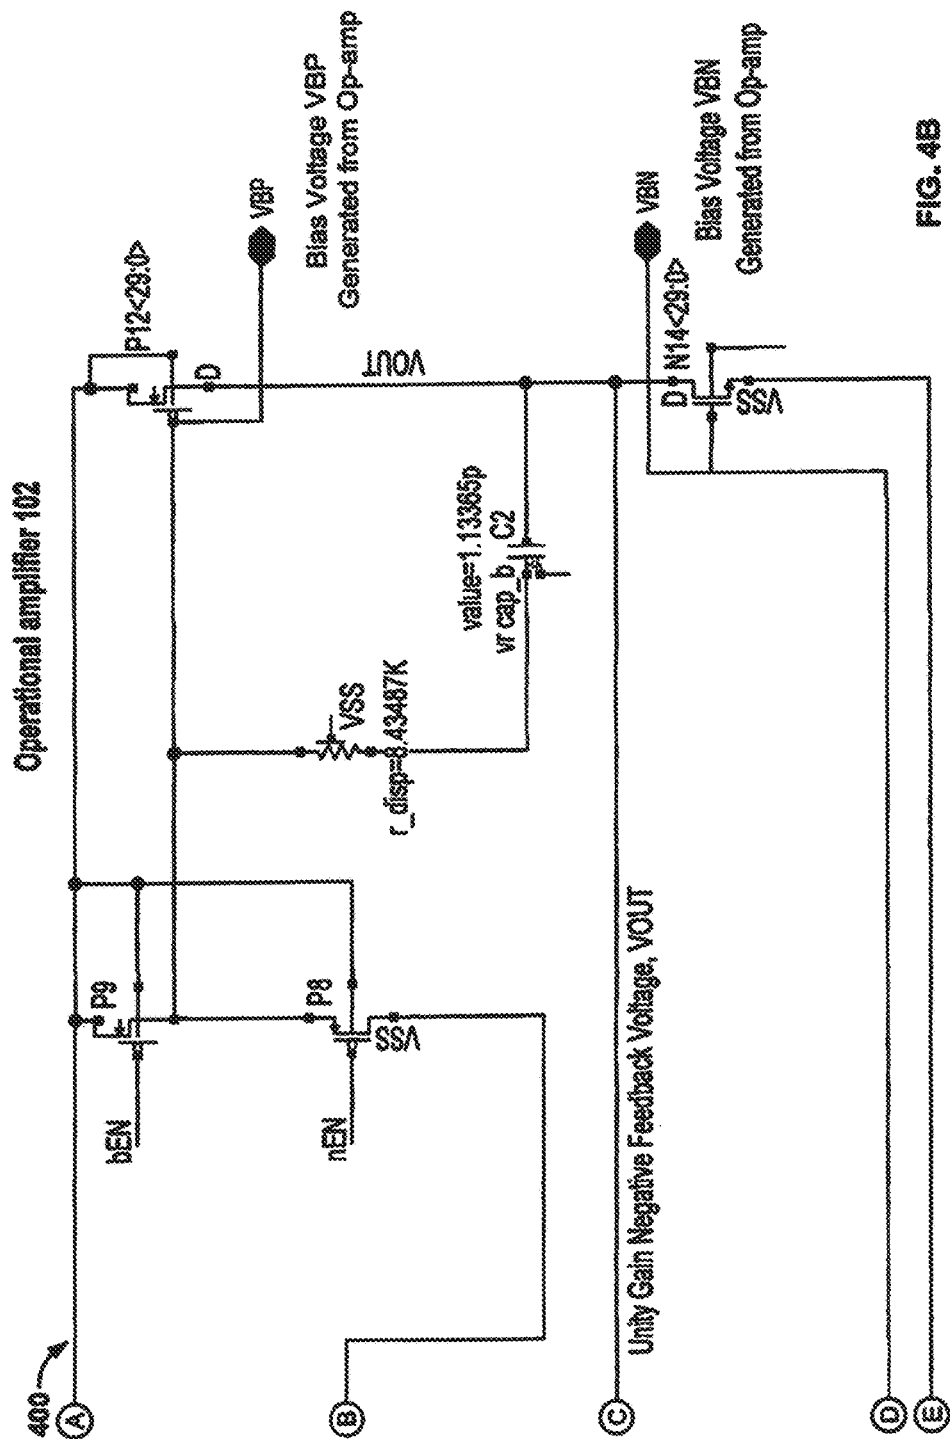 Operational amplifier 102
400
A
P9
bEN
P12<29:0>
D
VBP
Bias Voltage VBP
Generated from Op-amp
P8
nEN
VSS
VSS
r_disp=8.43487K
VOUT
value=1.13365p
vr cap_b C2
B
C
Unity Gain Negative Feedback Voltage, VOUT
VBN
D N14<29:0>
Bias Voltage VBN
Generated from Op-amp
VSS
D
E
FIG. 4B